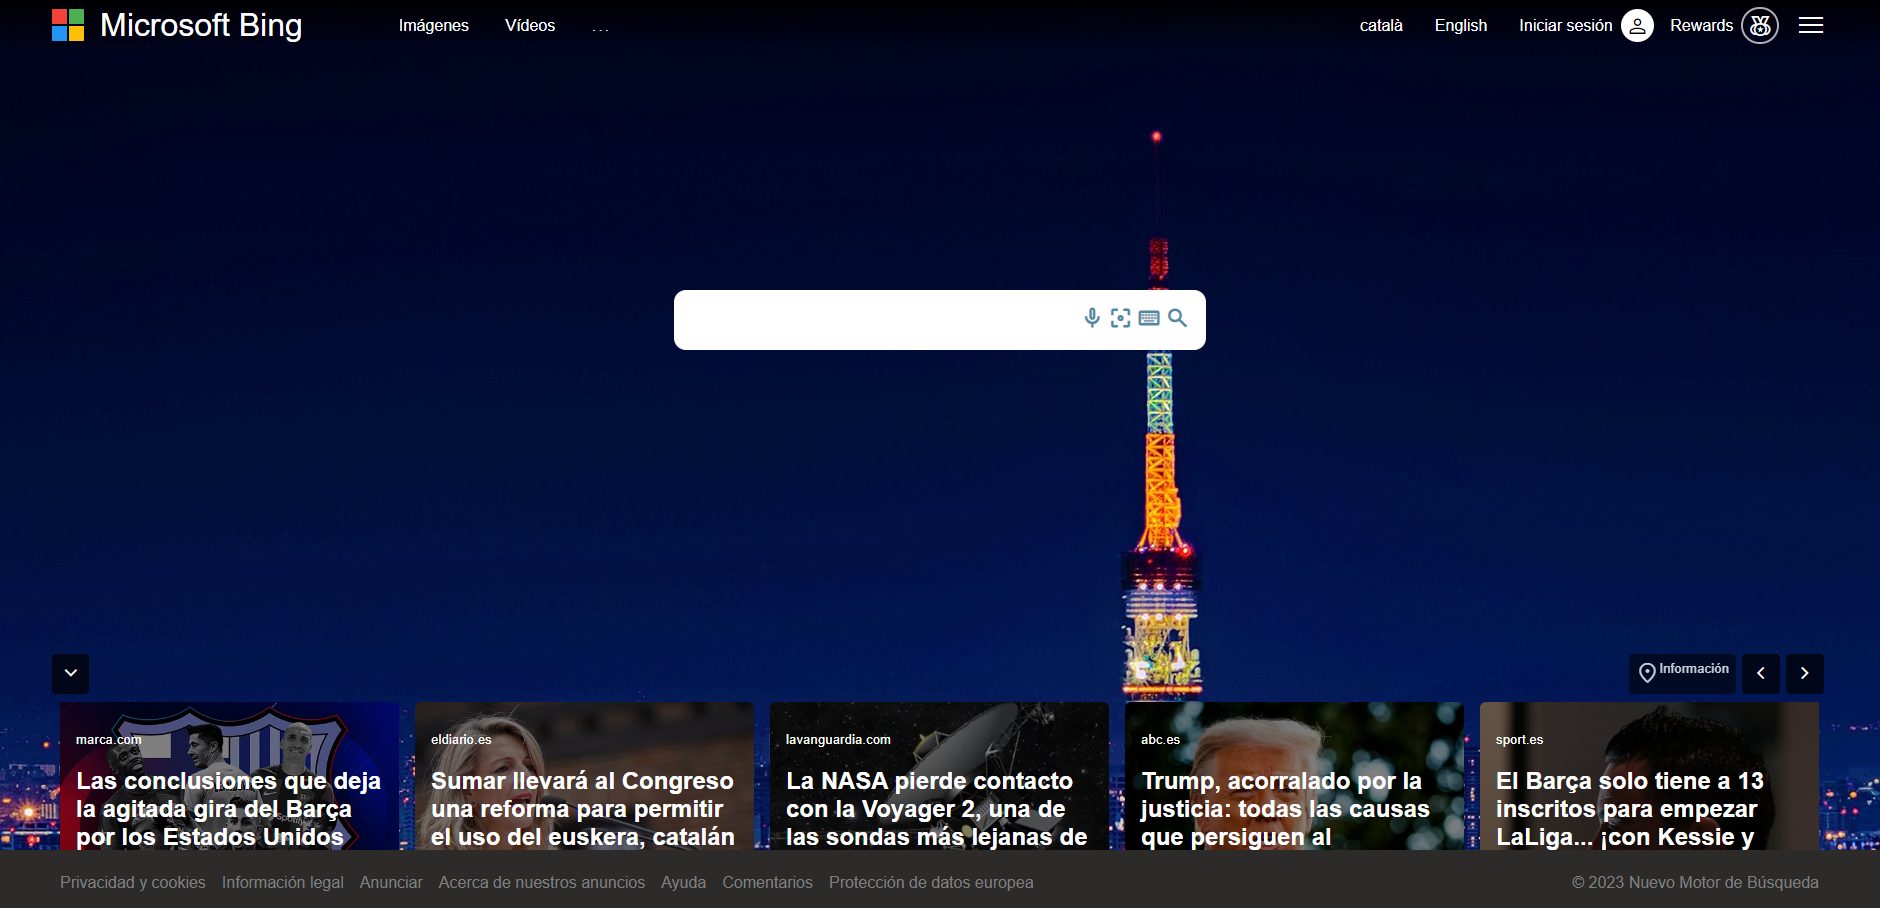 Microsoft Bing
Imágenes
Vídeos
...
català
English
Iniciar sesión
Rewards
Información
marca.com
Las conclusiones que deja
la agitada gira del Barça
por los Estados Unidos
eldiario.es
Sumar llevará al Congreso
una reforma para permitir
el uso del euskera, catalán
lavanguardia.com
La NASA pierde contacto
con la Voyager 2, una de
las sondas más lejanas de
abc.es
Trump, acorralado por la
justicia: todas las causas
que persiguen al
sport.es
El Barça solo tiene a 13
inscritos para empezar
LaLiga... ¡con Kessie y
Privacidad y cookies
Información legal
Anunciar
Acerca de nuestros anuncios
Ayuda
Comentarios
Protección de datos europea
© 2023 Nuevo Motor de Búsqueda